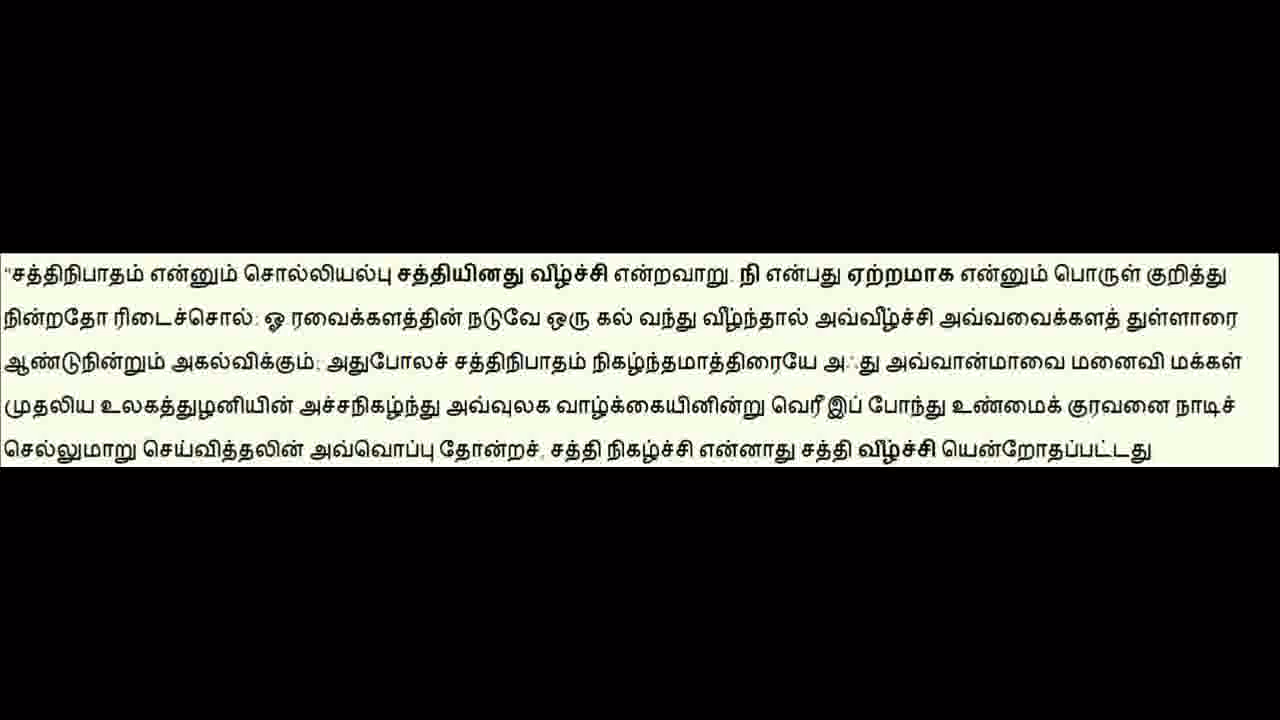 “சத்திநிபாதம் என்னும் சொல்லியல்பு சத்தியினது வீழ்ச்சி என்றவாறு. நி என்பது ஏற்றமாக என்னும் பொருள் குறித்து
நின்றதோ ரிடைச்சொல்; ஓ ரவைக்களத்தின் நடுவே ஒரு கல் வந்து வீழ்ந்தால் அவ்வீழ்ச்சி அவ்வவைக்களத் துள்ளாரை
ஆண்டுநின்றும் அகல்விக்கும்; அதுபோலச் சத்திநிபாதம் நிகழ்ந்தமாத்திரையே அஃது அவ்வான்மாவை மனைவி மக்கள்
முதலிய உலகத்துழனியின் அச்சநிகழ்ந்து அவ்வுலக வாழ்க்கையினின்று வெரீஇப் போந்து உண்மைக் குரவனை நாடிச்
செல்லுமாறு செய்வித்தலின் அவ்வொப்பு தோன்றச், சத்தி நிகழ்ச்சி என்னாது சத்தி வீழ்ச்சி யென்றோதப்பட்டது